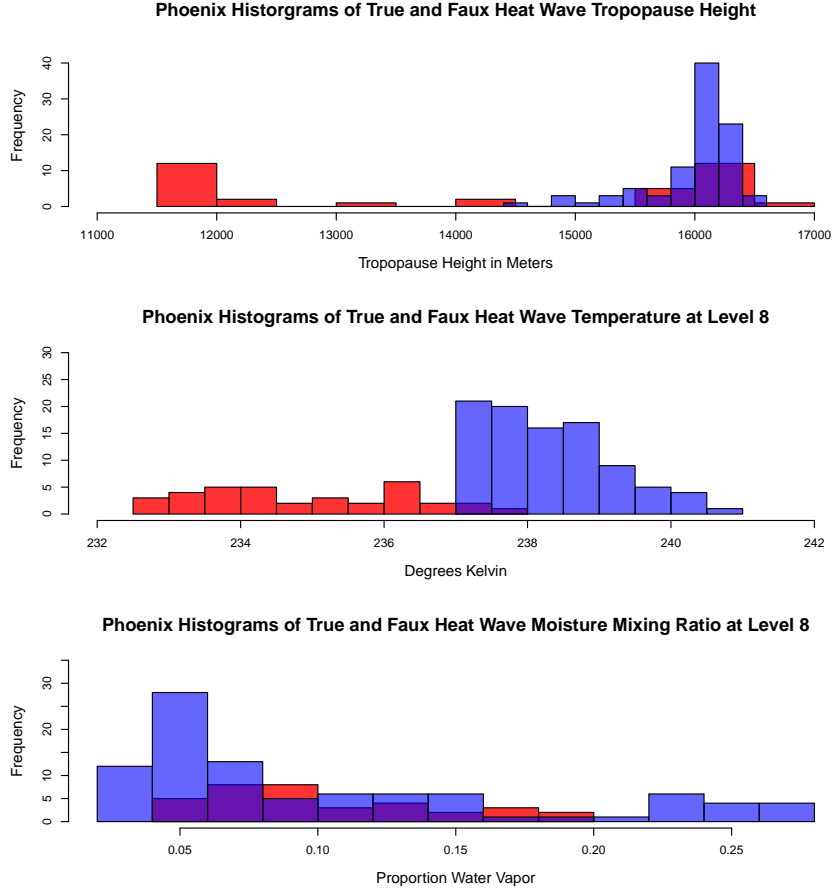 Phoenix Historgrams of True and Faux Heat Wave Tropopause Height
Frequency
0 10 20 30 40
11000 12000 13000 14000 15000 16000 17000
Tropopause Height in Meters
Phoenix Histograms of True and Faux Heat Wave Temperature at Level 8
Frequency
0 5 10 15 20 25 30
232 234 236 238 240 242
Degrees Kelvin
Phoenix Histograms of True and Faux Heat Wave Moisture Mixing Ratio at Level 8
Frequency
0 5 10 20 30
0.05 0.10 0.15 0.20 0.25
Proportion Water Vapor